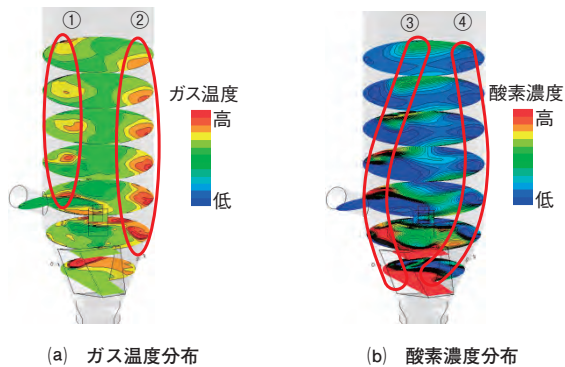 ① ②
ガス温度
高
低
(a) ガス温度分布
③ ④
酸素濃度
高
低
(b) 酸素濃度分布